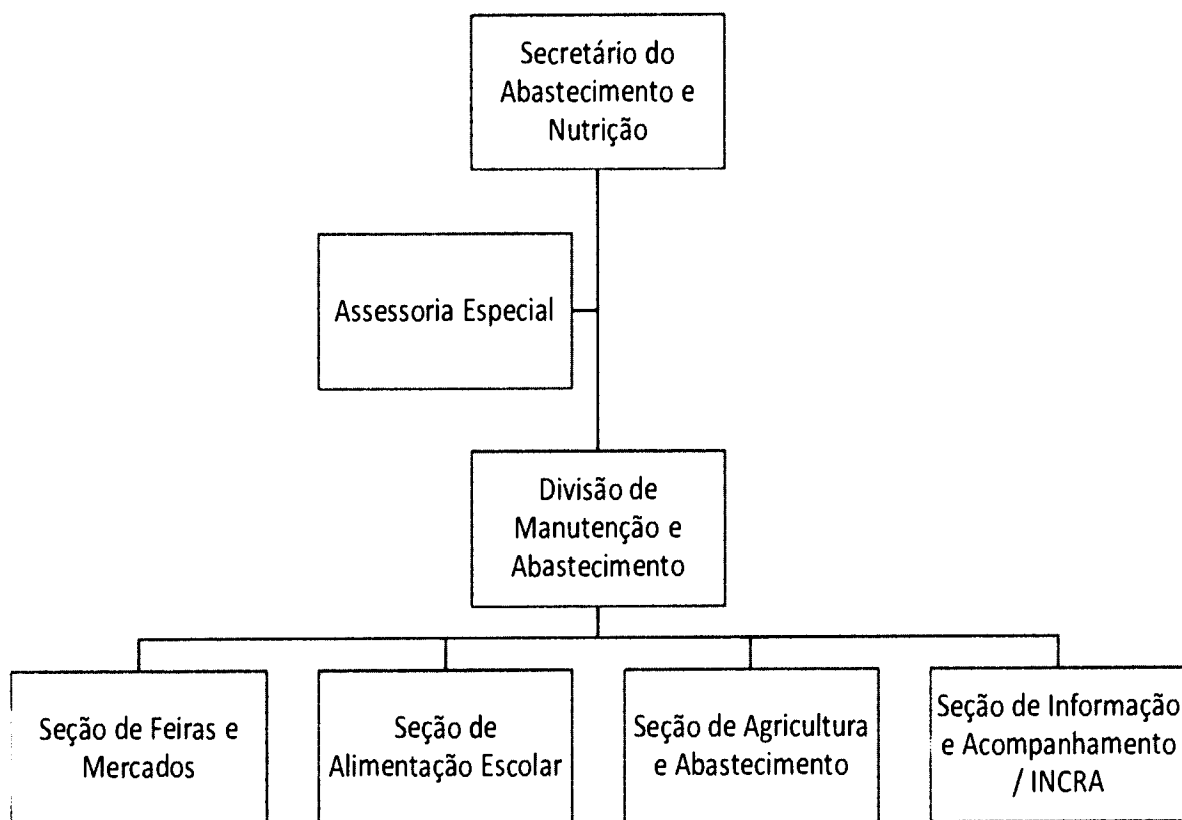 Secretário do
Abastecimento e
Nutrição
Assessoria Especial
Divisão de
Manutenção e
Abastecimento
Seção de Feiras e
Mercados
Seção de
Alimentação Escolar
Seção de Agricultura
e Abastecimento
Seção de Informação
e Acompanhamento
/ INCRA